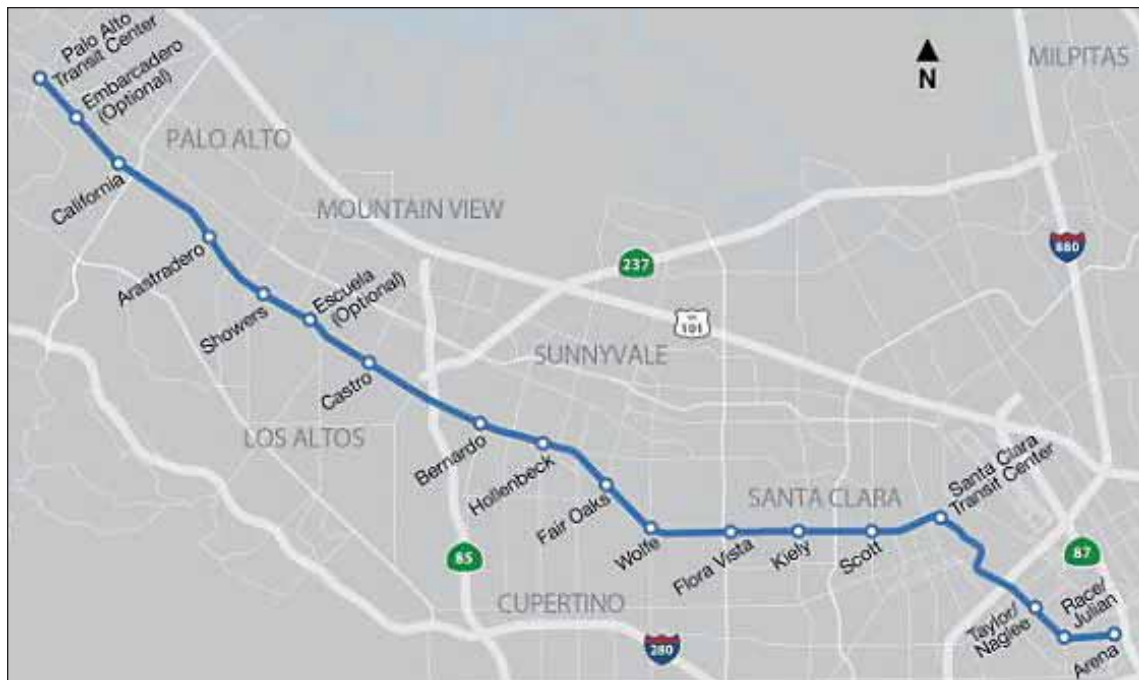 Palo Alto
Transit Center
Embarcadero
(Optional)
California
Arastradero
Showers
Escuela
(Optional)
Castro
Bernardo
Hollenbeck
Fair Oaks
Wolfe
Flora Vista
Kiely
Scott
Santa Clara
Transit Center
Taylor/
Naglee
Race/
Julian
Arena
PALO ALTO
MOUNTAIN VIEW
LOS ALTOS
SUNNYVALE
CUPERTINO
SANTA CLARA
MILPITAS
N
237
US
101
880
85
280
87